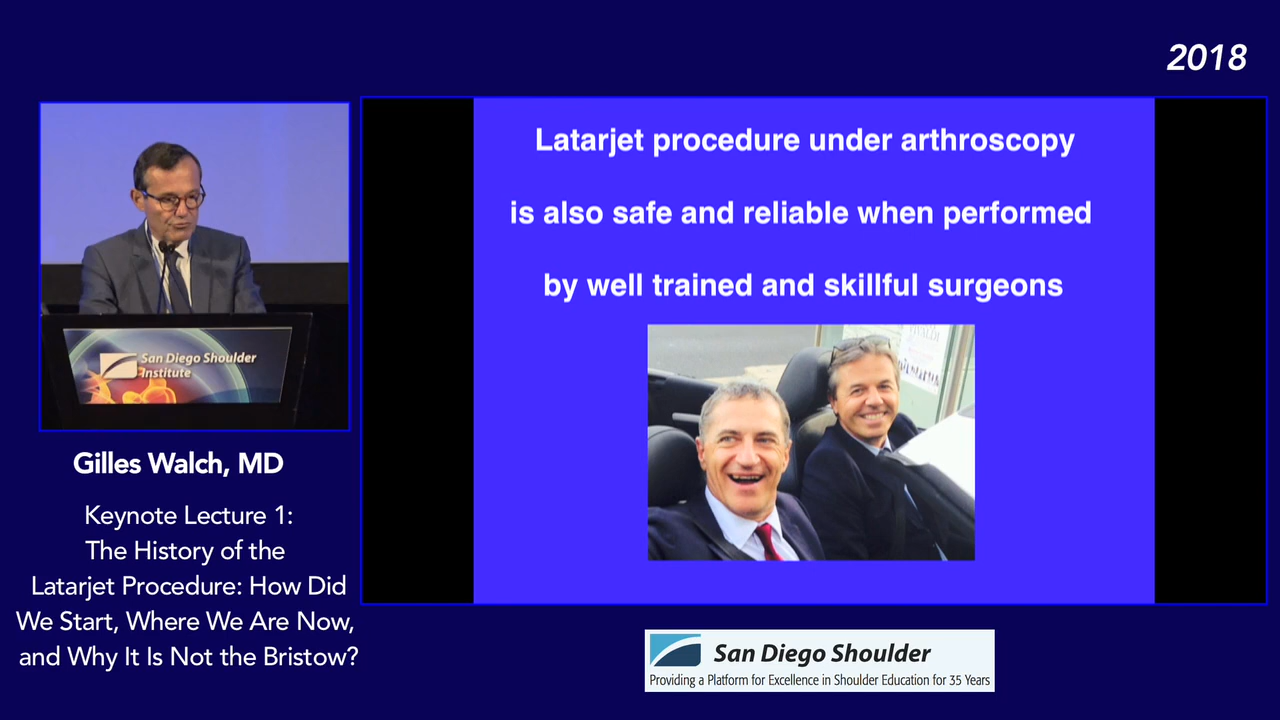 2018
Latarjet procedure under arthroscopy
is also safe and reliable when performed
by well trained and skillful surgeons
San Diego Shoulder
Institute
Gilles Walch, MD
Keynote Lecture 1:
The History of the
Latarjet Procedure: How Did
We Start, Where We Are Now,
and Why It Is Not the Bristow?
San Diego Shoulder
Providing a Platform for Excellence in Shoulder Education for 35 Years